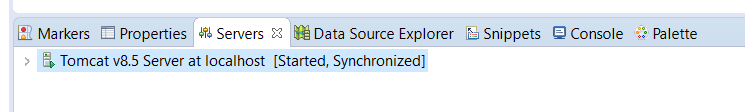 Markers Properties Servers Data Source Explorer Snippets Console Palette
Tomcat v8.5 Server at localhost [Started, Synchronized]